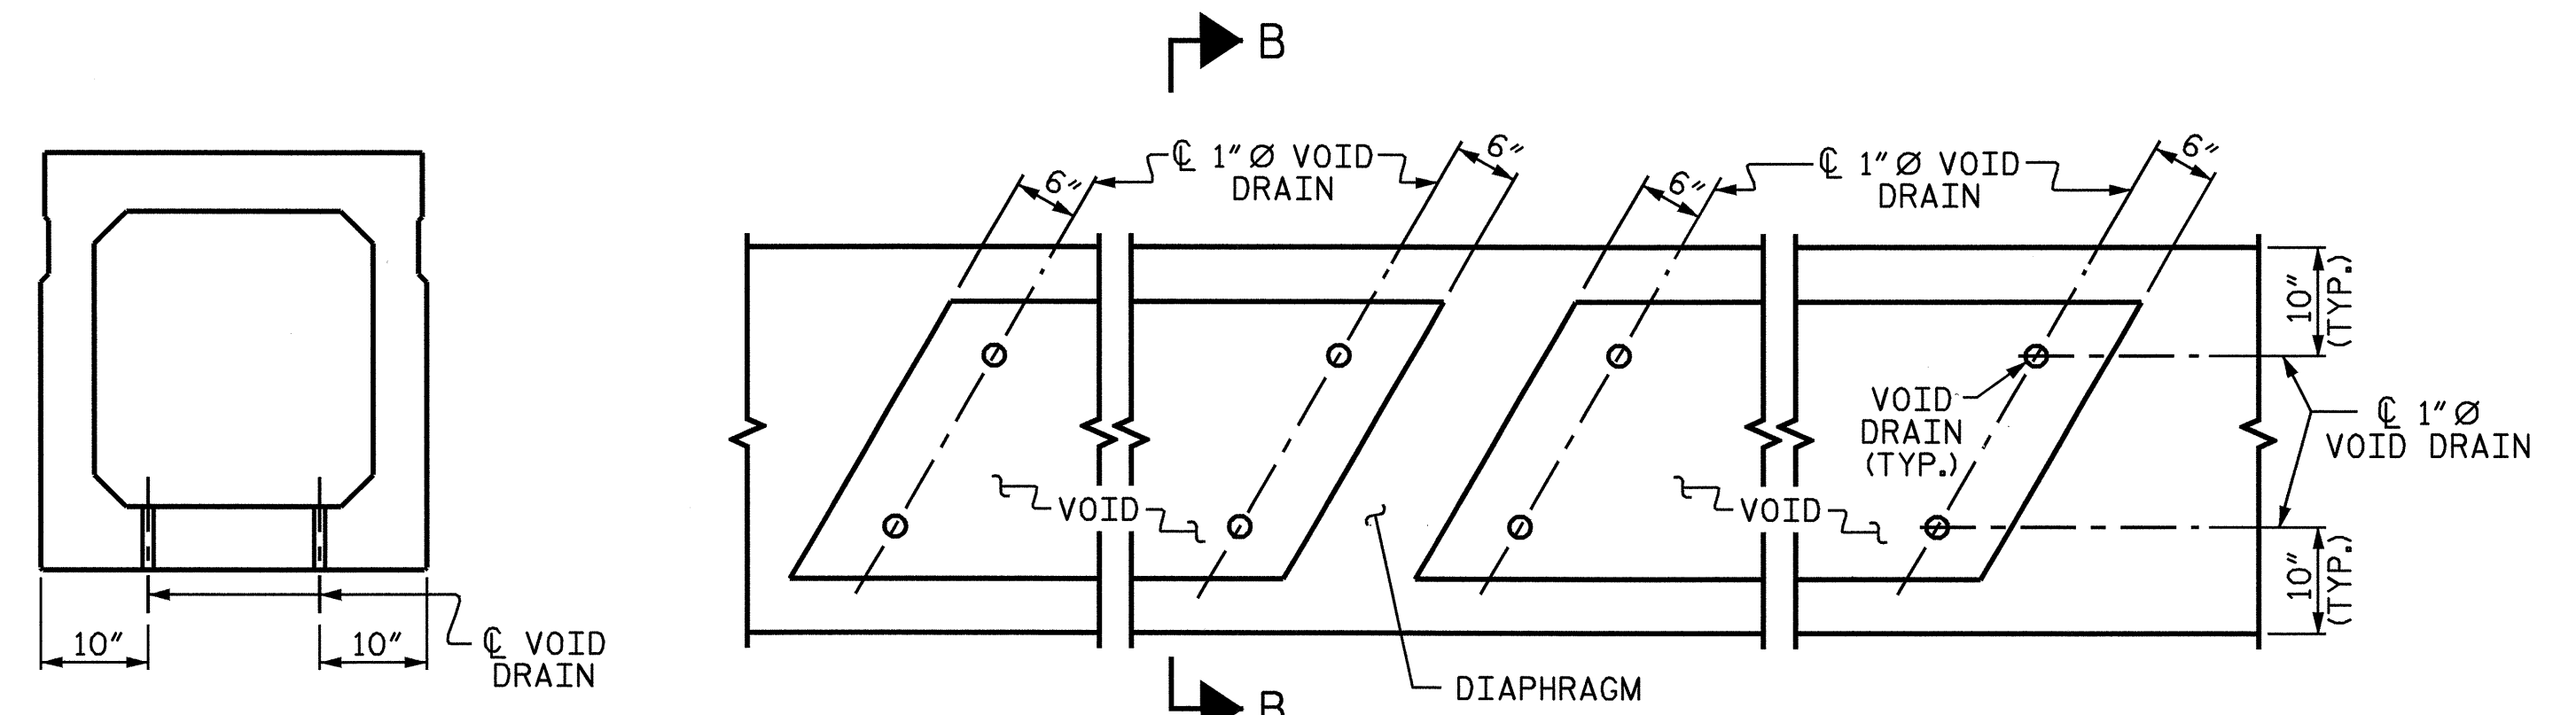 B
℄ 1" Ø VOID
DRAIN
℄ 1" Ø VOID
DRAIN
6"
6"
6"
6"
10"
(TYP.)
VOID
DRAIN
(TYP.)
℄ 1" Ø
VOID DRAIN
VOID
VOID
10"
(TYP.)
10"
10"
℄ VOID
DRAIN
DIAPHRAGM
B